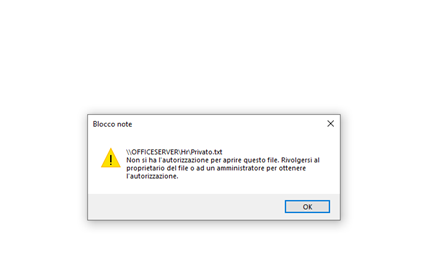 Blocco note
\\OFFICESERVER\Hr\Privato.txt
Non si ha l'autorizzazione per aprire questo file. Rivolgersi al
proprietario del file o ad un amministratore per ottenere
l'autorizzazione.
OK